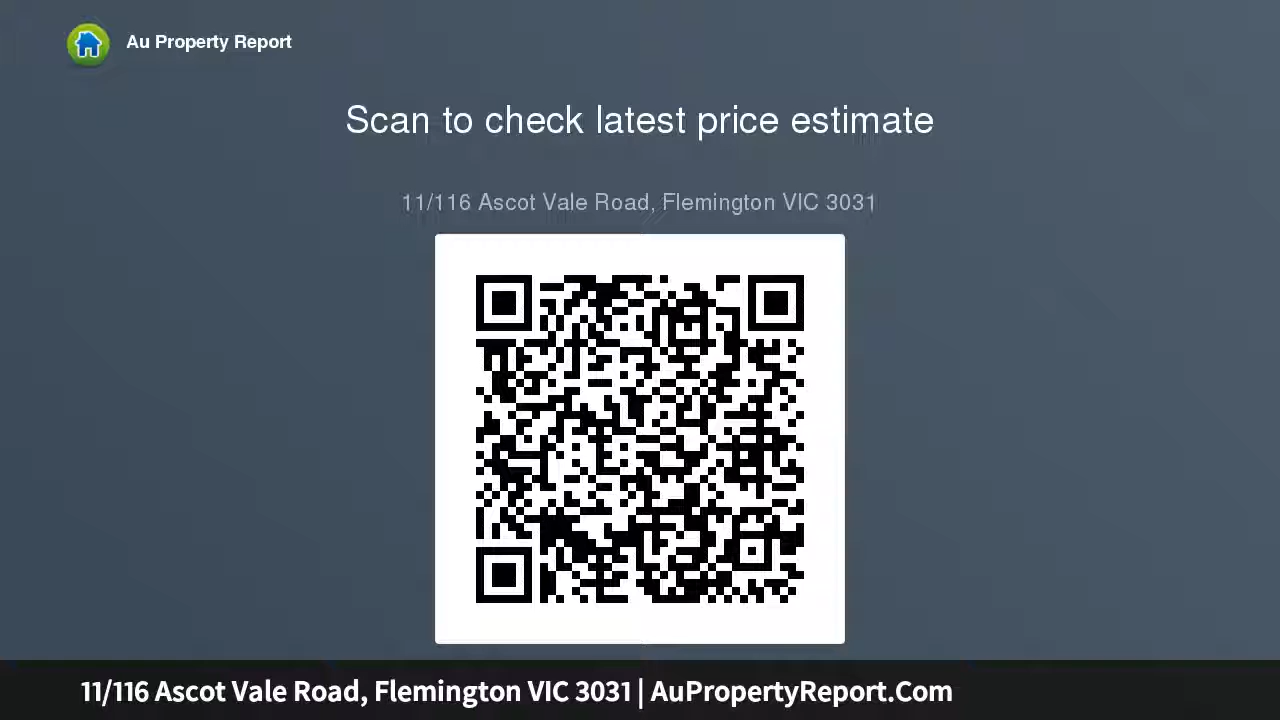 Au Property Report
Scan to check latest price estimate
11/116 Ascot Vale Road, Flemington VIC 3031
11/116 Ascot Vale Road, Flemington VIC 3031 | AuPropertyReport.Com